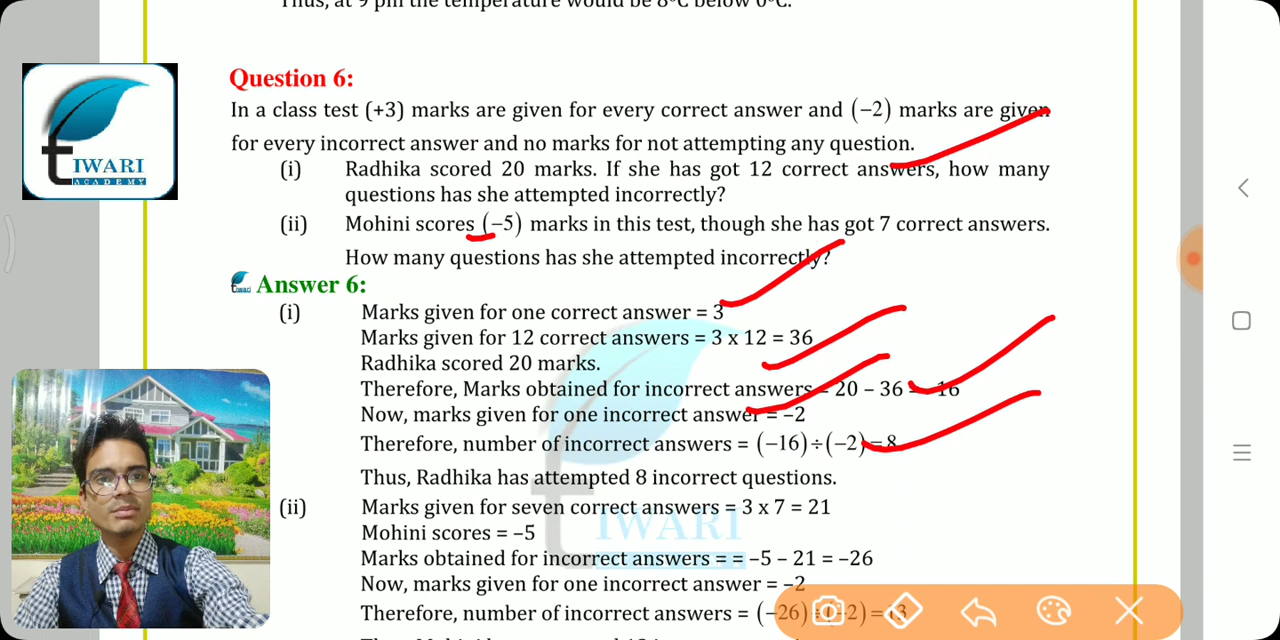 Thus, at 9 pm the temperature would be 8°C below 0°C.
Question 6:
In a class test (+3) marks are given for every correct answer and (−2) marks are given
for every incorrect answer and no marks for not attempting any question.
(i) Radhika scored 20 marks. If she has got 12 correct answers, how many
questions has she attempted incorrectly?
(ii) Mohini scores (−5) marks in this test, though she has got 7 correct answers.
How many questions has she attempted incorrectly?
Answer 6:
(i) Marks given for one correct answer = 3
Marks given for 12 correct answers = 3 x 12 = 36
Radhika scored 20 marks.
Therefore, Marks obtained for incorrect answers = 20 – 36 = –16
Now, marks given for one incorrect answer = –2
Therefore, number of incorrect answers = (−16)÷(−2)=8
Thus, Radhika has attempted 8 incorrect questions.
(ii) Marks given for seven correct answers = 3 x 7 = 21
Mohini scores = –5
Marks obtained for incorrect answers = = –5 – 21 = –26
Now, marks given for one incorrect answer = –2
Therefore, number of incorrect answers = (−26)÷(−2)=13
tIWARI
ACADEMY
IWARI